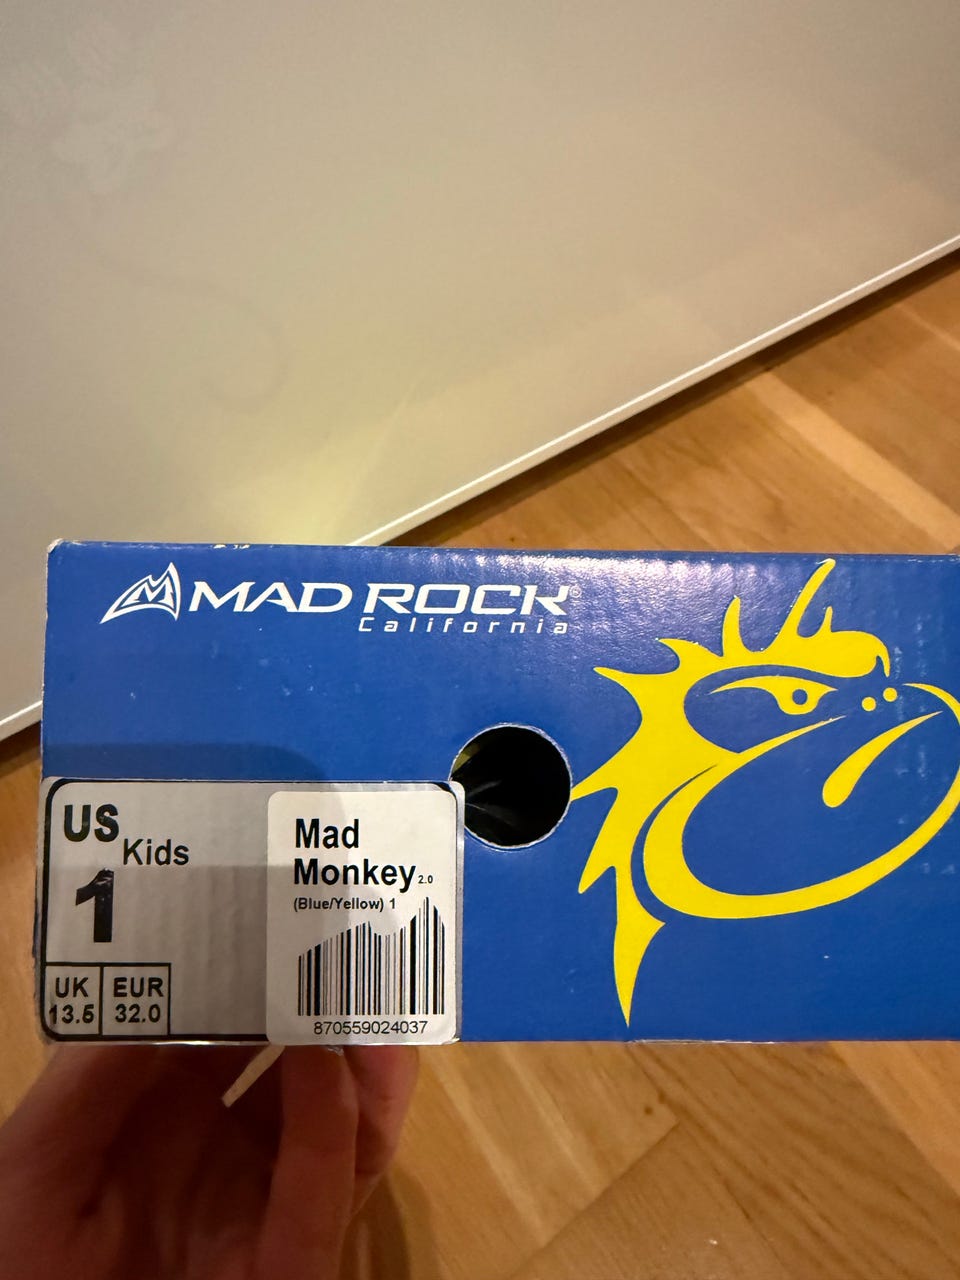 MAD ROCK®
California
US Kids
1
UK EUR
13.5 32.0
Mad
Monkey 2.0
(Blue/Yellow) 1
870559024037